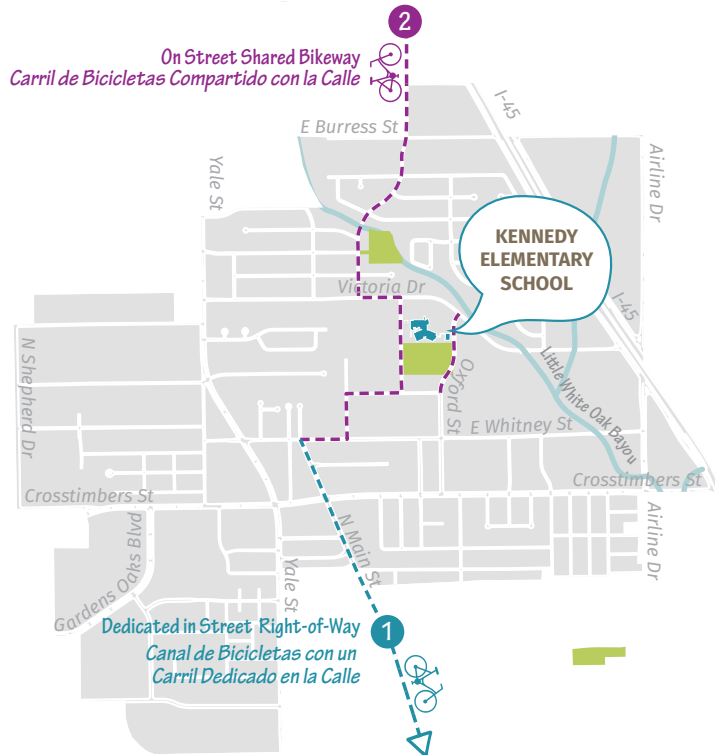 2
On Street Shared Bikeway
Carril de Bicicletas Compartido con la Calle
I-45
E Burress St
Airline Dr
Yale St
KENNEDY
ELEMENTARY
SCHOOL
Victoria Dr
I-45
N Shepherd Dr
Little White Oak Bayou
Oxford St
E Whitney St
Crosstimbers St
Crosstimbers St
Airline Dr
N Main St
Gardens Oaks Blvd
Yale St
Dedicated in Street Right-of-Way
1
Canal de Bicicletas con un
Carril Dedicado en la Calle